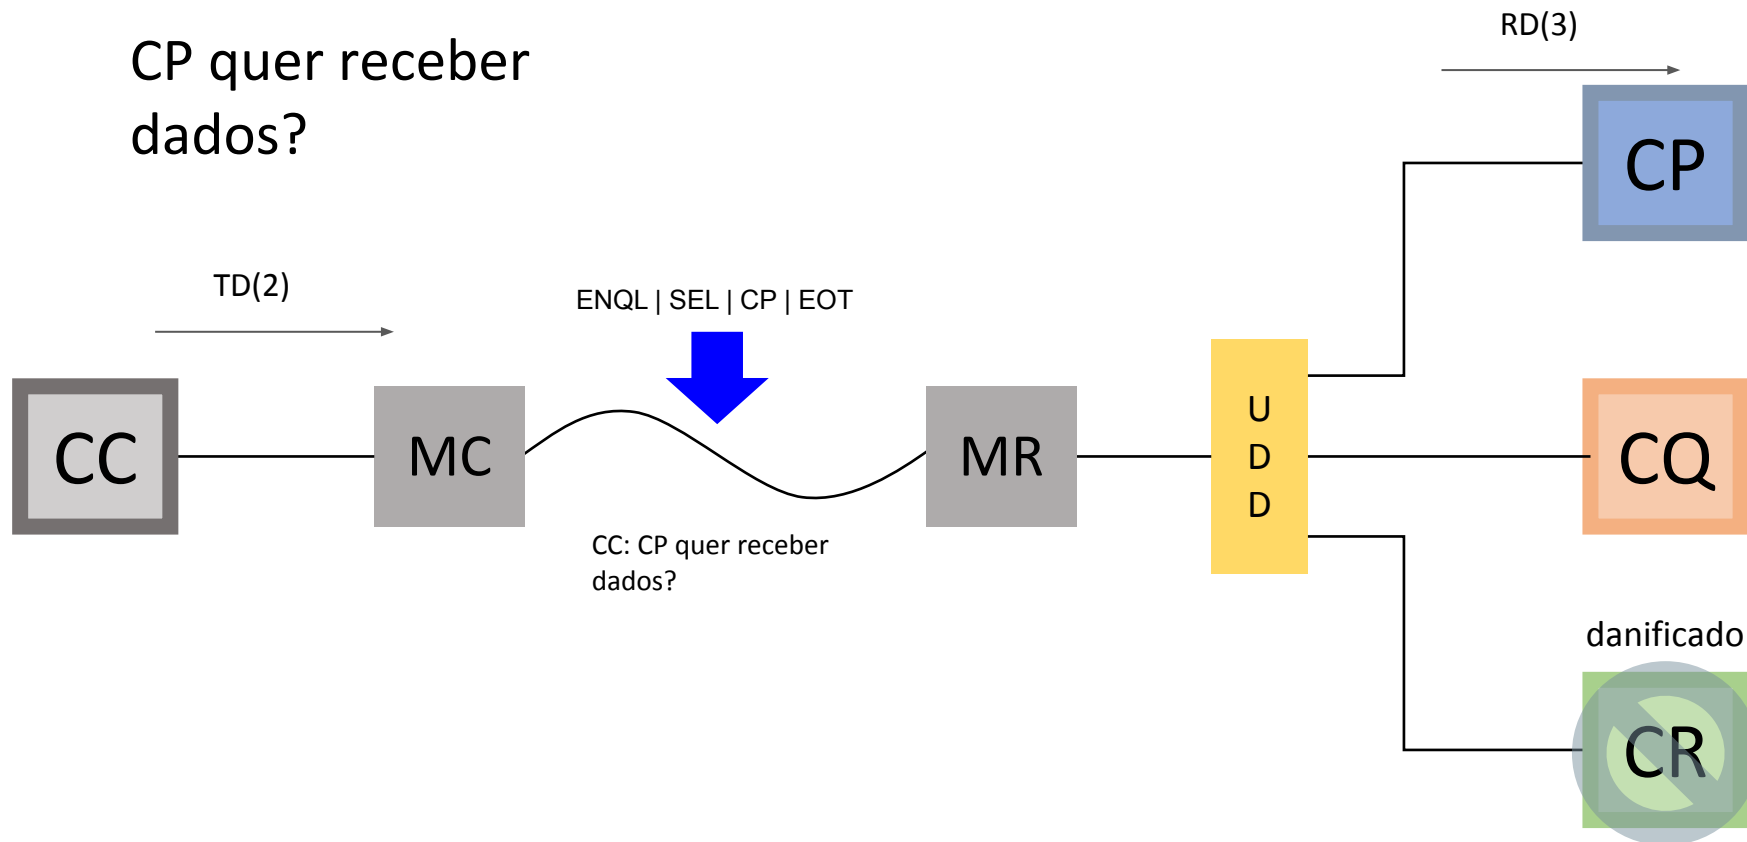 CP quer receber
dados?
RD(3)
CP
TD(2)
ENQL | SEL | CP | EOT
CC
MC
MR
U
D
D
CQ
CC: CP quer receber
dados?
danificado
CR